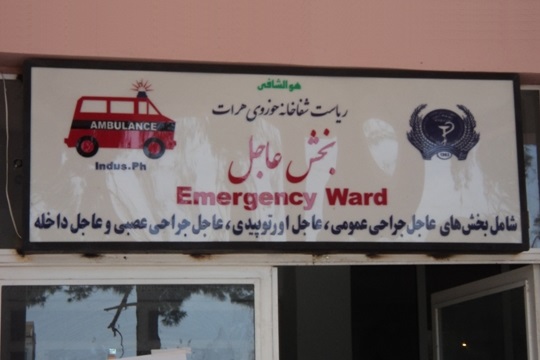 هوالشافی
ریاست شفاخانه حوزوی هرات
AMBULANCE
Indus.Ph
بخش عاجل
Emergency Ward
شامل بخش‌های عاجل جراحی عمومی، عاجل اورتوپیدی، عاجل جراحی عصبی و عاجل داخله